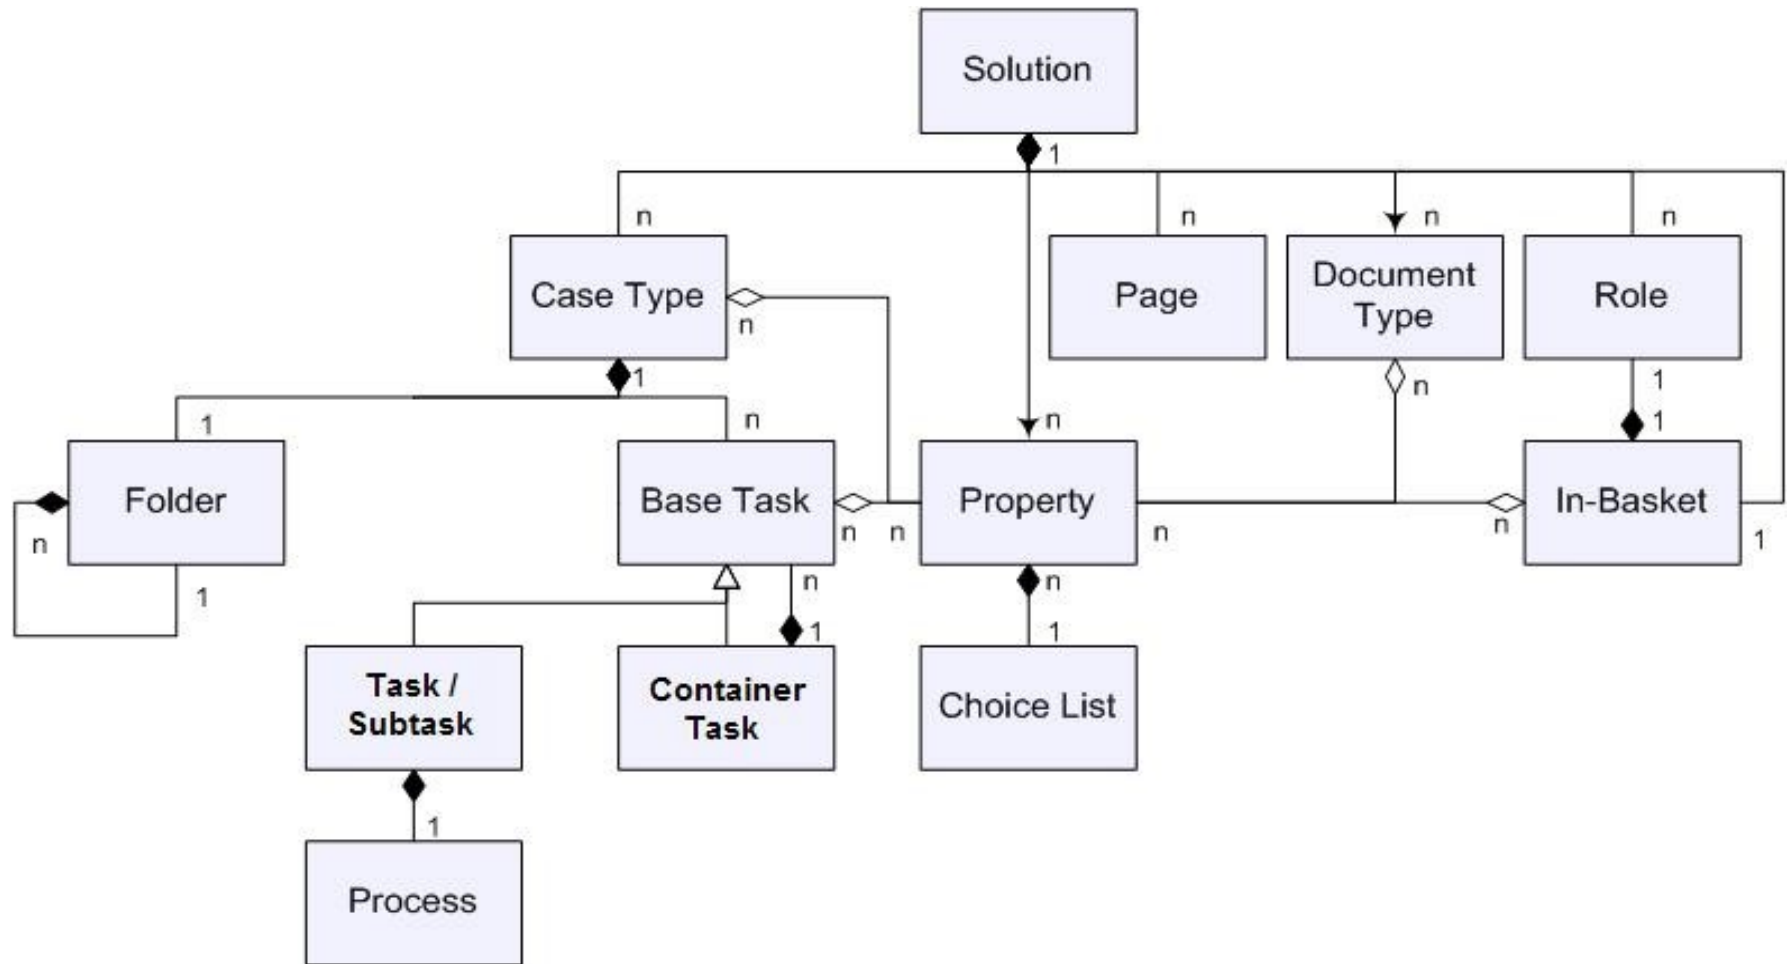 Solution
1
n
n
n
n
Case Type
n
Page
Document
Type
Role
1
n
1
1
n
n
1
Folder
Base Task
n
n
Property
n
n
In-Basket
1
n
1
n
1
n
Task /
Subtask
Container
Task
1
Choice List
1
Process